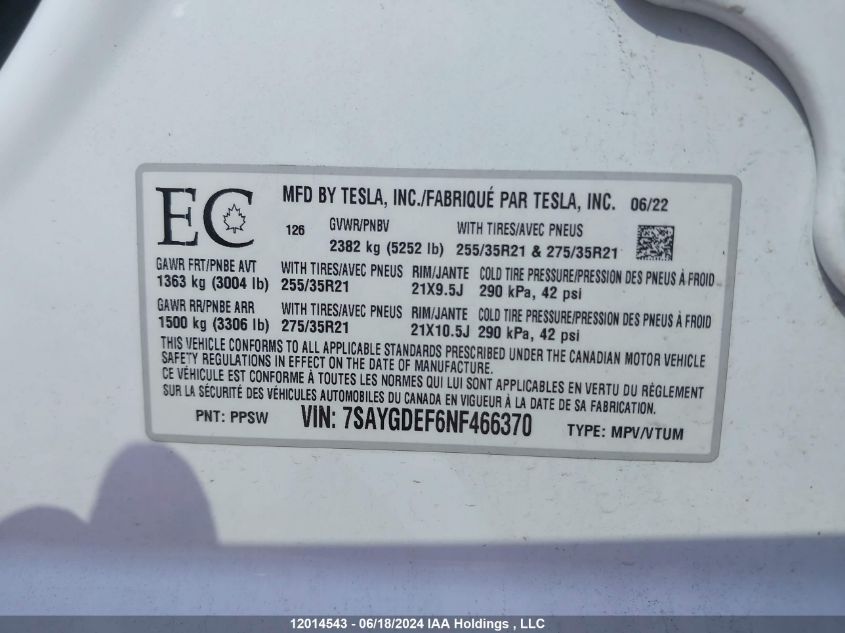 EC
MFD BY TESLA, INC./FABRIQUÉ PAR TESLA, INC. 06/22
126 GVWR/PNBV WITH TIRES/AVEC PNEUS
2382 kg (5252 lb) 255/35R21 & 275/35R21
GAWR FRT/PNBE AVT WITH TIRES/AVEC PNEUS RIM/JANTE COLD TIRE PRESSURE/PRESSION DES PNEUS À FROID
1363 kg (3004 lb) 255/35R21 21X9.5J 290 kPa, 42 psi
GAWR RR/PNBE ARR WITH TIRES/AVEC PNEUS RIM/JANTE COLD TIRE PRESSURE/PRESSION DES PNEUS À FROID
1500 kg (3306 lb) 275/35R21 21X10.5J 290 kPa, 42 psi
THIS VEHICLE CONFORMS TO ALL APPLICABLE STANDARDS PRESCRIBED UNDER THE CANADIAN MOTOR VEHICLE
SAFETY REGULATIONS IN EFFECT ON THE DATE OF MANUFACTURE.
CE VÉHICULE EST CONFORME À TOUTES LES NORMES QUI LUI SONT APPLICABLES EN VERTU DU RÈGLEMENT
SUR LA SÉCURITÉ DES VÉHICULES AUTOMOBILES DU CANADA EN VIGUEUR À LA DATE DE SA FABRICATION.
PNT: PPSW VIN: 7SAYGDEF6NF466370 TYPE: MPV/VTUM
12014543 - 06/18/2024 IAA Holdings , LLC